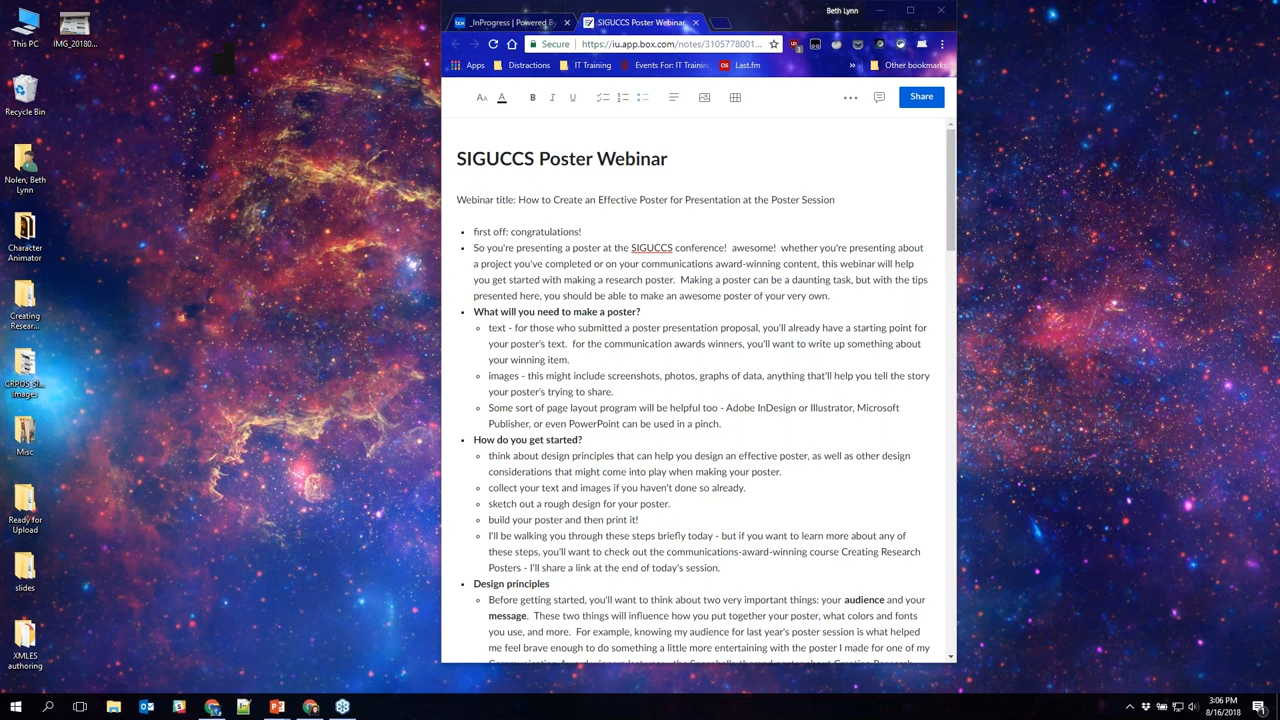 This PC
IMG_20180...
Recycle Bin
Nolen, Beth
Lynn
Character
Animator
Creating
Resear...
GRPOS_SI...
Images
Misc
Ready for
Upload
slides
XMLES
authoring
Beth Lynn
_InProgress | Powered By
SIGUCCS Poster Webinar
Secure
https://iu.app.box.com/notes/3105778001...
Apps
Distractions
IT Training
Events For: IT Training
Last.fm
»
Other bookmarks
B I U
Share
SIGUCCS Poster Webinar
Webinar title: How to Create an Effective Poster for Presentation at the Poster Session
first off: congratulations!
So you're presenting a poster at the SIGUCCS conference! awesome! whether you're presenting about
a project you've completed or on your communications award-winning content, this webinar will help
you get started with making a research poster. Making a poster can be a daunting task, but with the tips
presented here, you should be able to make an awesome poster of your very own.
What will you need to make a poster?
text - for those who submitted a poster presentation proposal, you'll already have a starting point for
your poster's text. for the communication awards winners, you'll want to write up something about
your winning item.
images - this might include screenshots, photos, graphs of data, anything that'll help you tell the story
your poster's trying to share.
Some sort of page layout program will be helpful too - Adobe InDesign or Illustrator, Microsoft
Publisher, or even PowerPoint can be used in a pinch.
How do you get started?
think about design principles that can help you design an effective poster, as well as other design
considerations that might come into play when making your poster.
collect your text and images if you haven't done so already.
sketch out a rough design for your poster.
build your poster and then print it!
I'll be walking you through these steps briefly today - but if you want to learn more about any of
these steps, you'll want to check out the communications-award-winning course Creating Research
Posters - I'll share a link at the end of today's session.
Design principles
Before getting started, you'll want to think about two very important things: your audience and your
message. These two things will influence how you put together your poster, what colors and fonts
you use, and more. For example, knowing my audience for last year's poster session is what helped
me feel brave enough to do something a little more entertaining with the poster I made for one of my
3:06 PM
8/16/2018